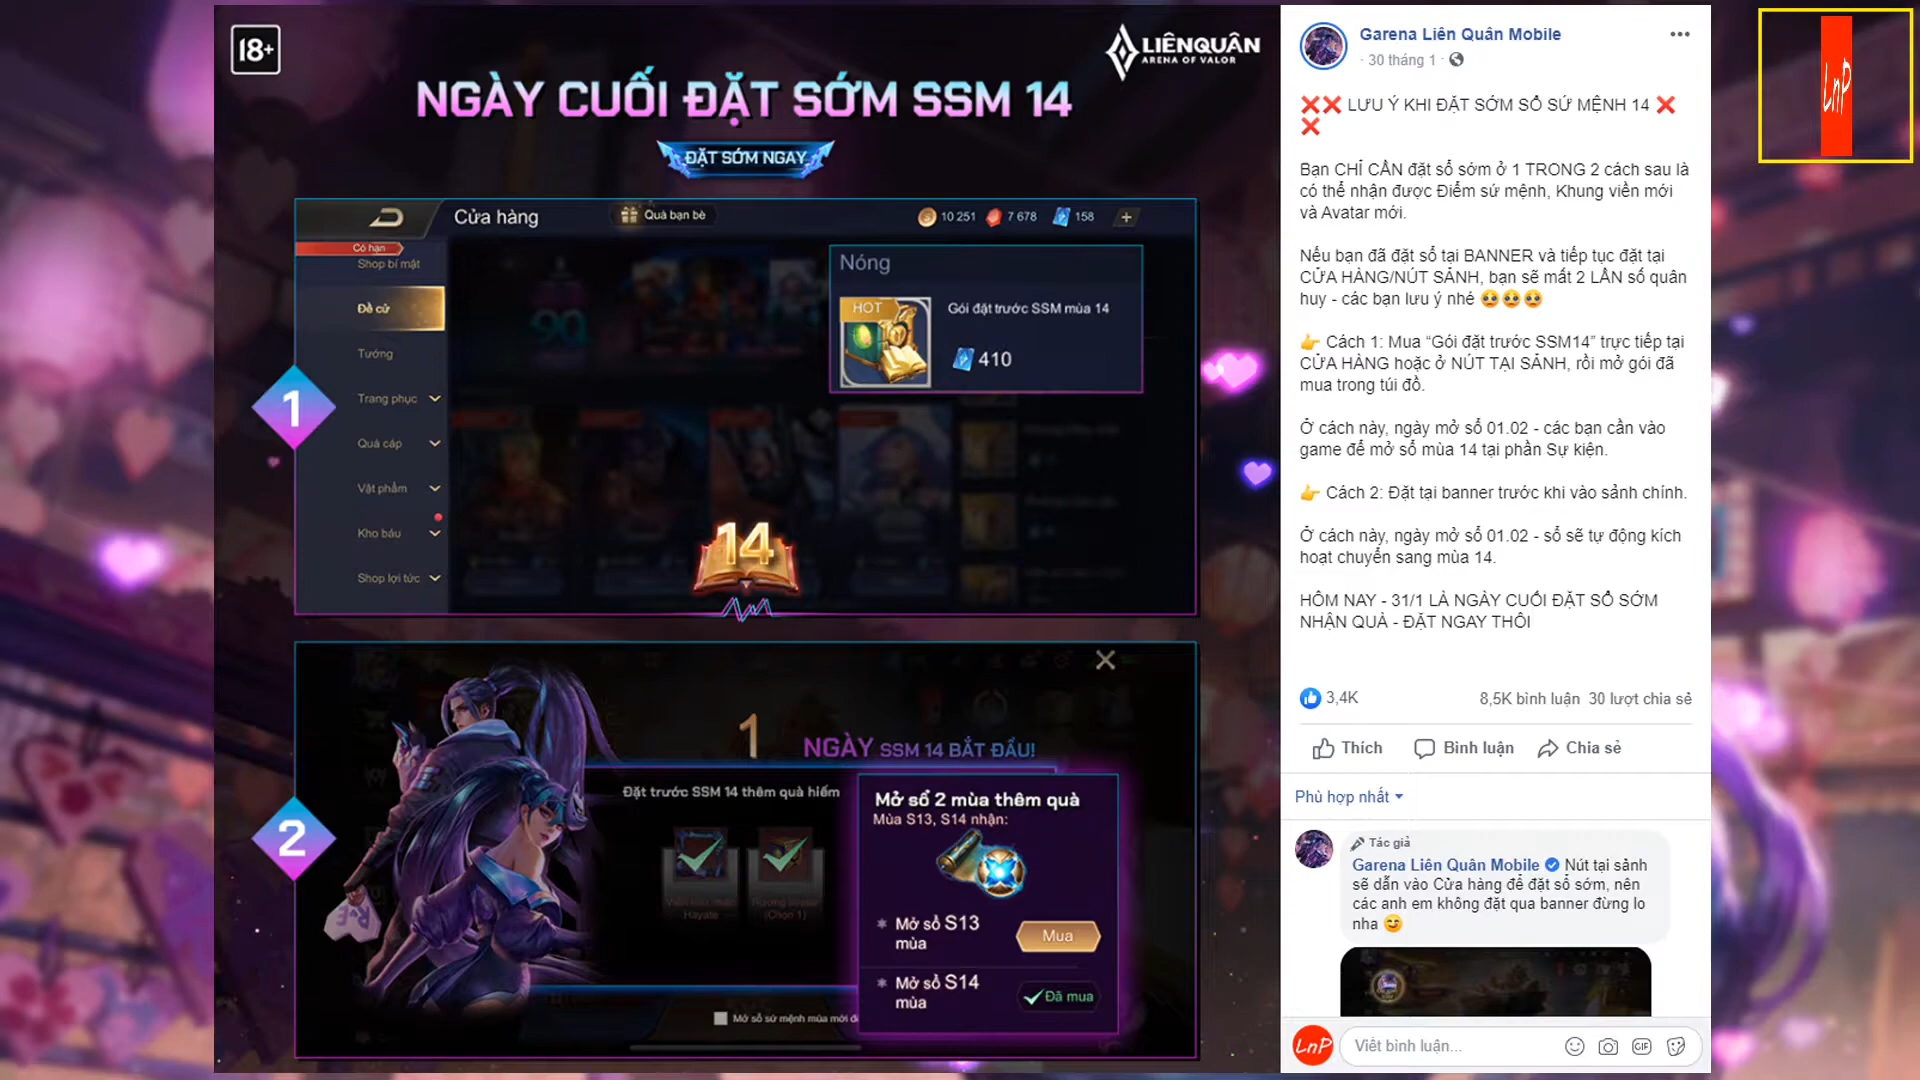 18+
LIÊNQUÂN
ARENA OF VALOR
NGÀY CUỐI ĐẶT SỚM SSM 14
ĐẶT SỚM NGAY
Cửa hàng
Quà bạn bè
10 251
7 678
158
+
Có hạn
Shop bí mật
Đề cử
Tướng
Trang phục
Quà cáp
Vật phẩm
Kho báu
Shop lợi tức
Nóng
HOT
Gói đặt trước SSM mùa 14
410
1
14
1
NGÀY SSM 14 BẮT ĐẦU!
Đặt trước SSM 14 thêm quà hiếm
Hayate
(Chọn 1)
Mở sổ 2 mùa thêm quà
Mùa S13, S14 nhận:
Mở sổ S13
mùa
Mua
Mở sổ S14
mùa
Đã mua
Mở sổ sứ mệnh mùa mới
2
Garena Liên Quân Mobile
· 30 tháng 1 ·
❌❌ LƯU Ý KHI ĐẶT SỚM SỔ SỨ MỆNH 14 ❌
❌
Bạn CHỈ CẦN đặt sổ sớm ở 1 TRONG 2 cách sau là
có thể nhận được Điểm sứ mệnh, Khung viền mới
và Avatar mới.
Nếu bạn đã đặt sổ tại BANNER và tiếp tục đặt tại
CỬA HÀNG/NÚT SẢNH, bạn sẽ mất 2 LẦN số quân
huy - các bạn lưu ý nhé 🥺🥺🥺
👉 Cách 1: Mua “Gói đặt trước SSM14” trực tiếp tại
CỬA HÀNG hoặc ở NÚT TẠI SẢNH, rồi mở gói đã
mua trong túi đồ.
Ở cách này, ngày mở sổ 01.02 - các bạn cần vào
game để mở sổ mùa 14 tại phần Sự kiện.
👉 Cách 2: Đặt tại banner trước khi vào sảnh chính.
Ở cách này, ngày mở sổ 01.02 - sổ sẽ tự động kích
hoạt chuyển sang mùa 14.
HÔM NAY - 31/1 LÀ NGÀY CUỐI ĐẶT SỔ SỚM
NHẬN QUÀ - ĐẶT NGAY THÔI
3,4K
8,5K bình luận 30 lượt chia sẻ
Thích
Bình luận
Chia sẻ
Phù hợp nhất
Tác giả
Garena Liên Quân Mobile Nút tại sảnh
sẽ dẫn vào Cửa hàng để đặt sổ sớm, nên
các anh em không đặt qua banner đừng lo
nha 😊
LnP
Viết bình luận...
GIF
LnP